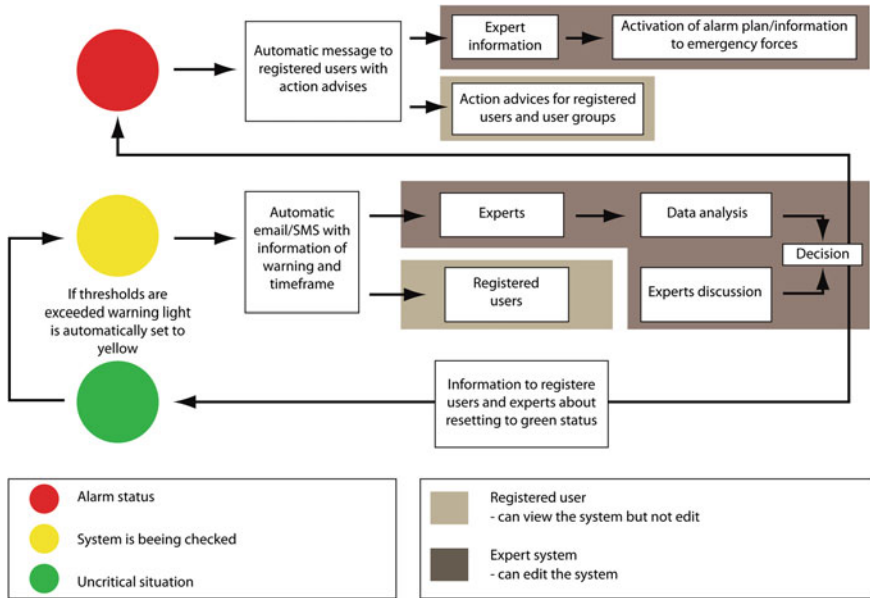 Automatic message to
registered users with
action advises
Expert
information
Activation of alarm plan/information
to emergency forces
Action advices for registered
users and user groups
Automatic
email/SMS with
information of
warning and
timeframe
Experts
Data analysis
Decision
Registered
users
Experts discussion
If thresholds are
exceeded warning light
is automatically set to
yellow
Information to registere
users and experts about
resetting to green status
Alarm status
System is beeing checked
Uncritical situation
Registered user
- can view the system but not edit
Expert system
- can edit the system